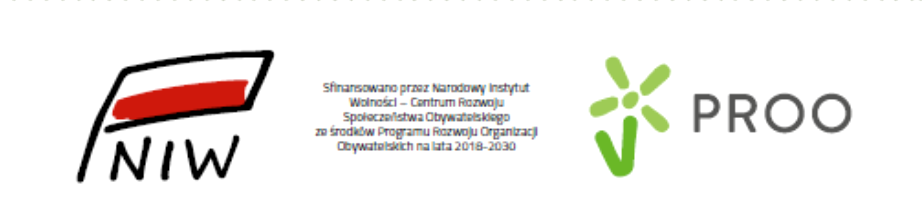 NIW
Sfinansowano przez Narodowy Instytut
Wolności – Centrum Rozwoju
Społeczeństwa Obywatelskiego
ze środków Programu Rozwoju Organizacji
Obywatelskich na lata 2018-2030
PROO